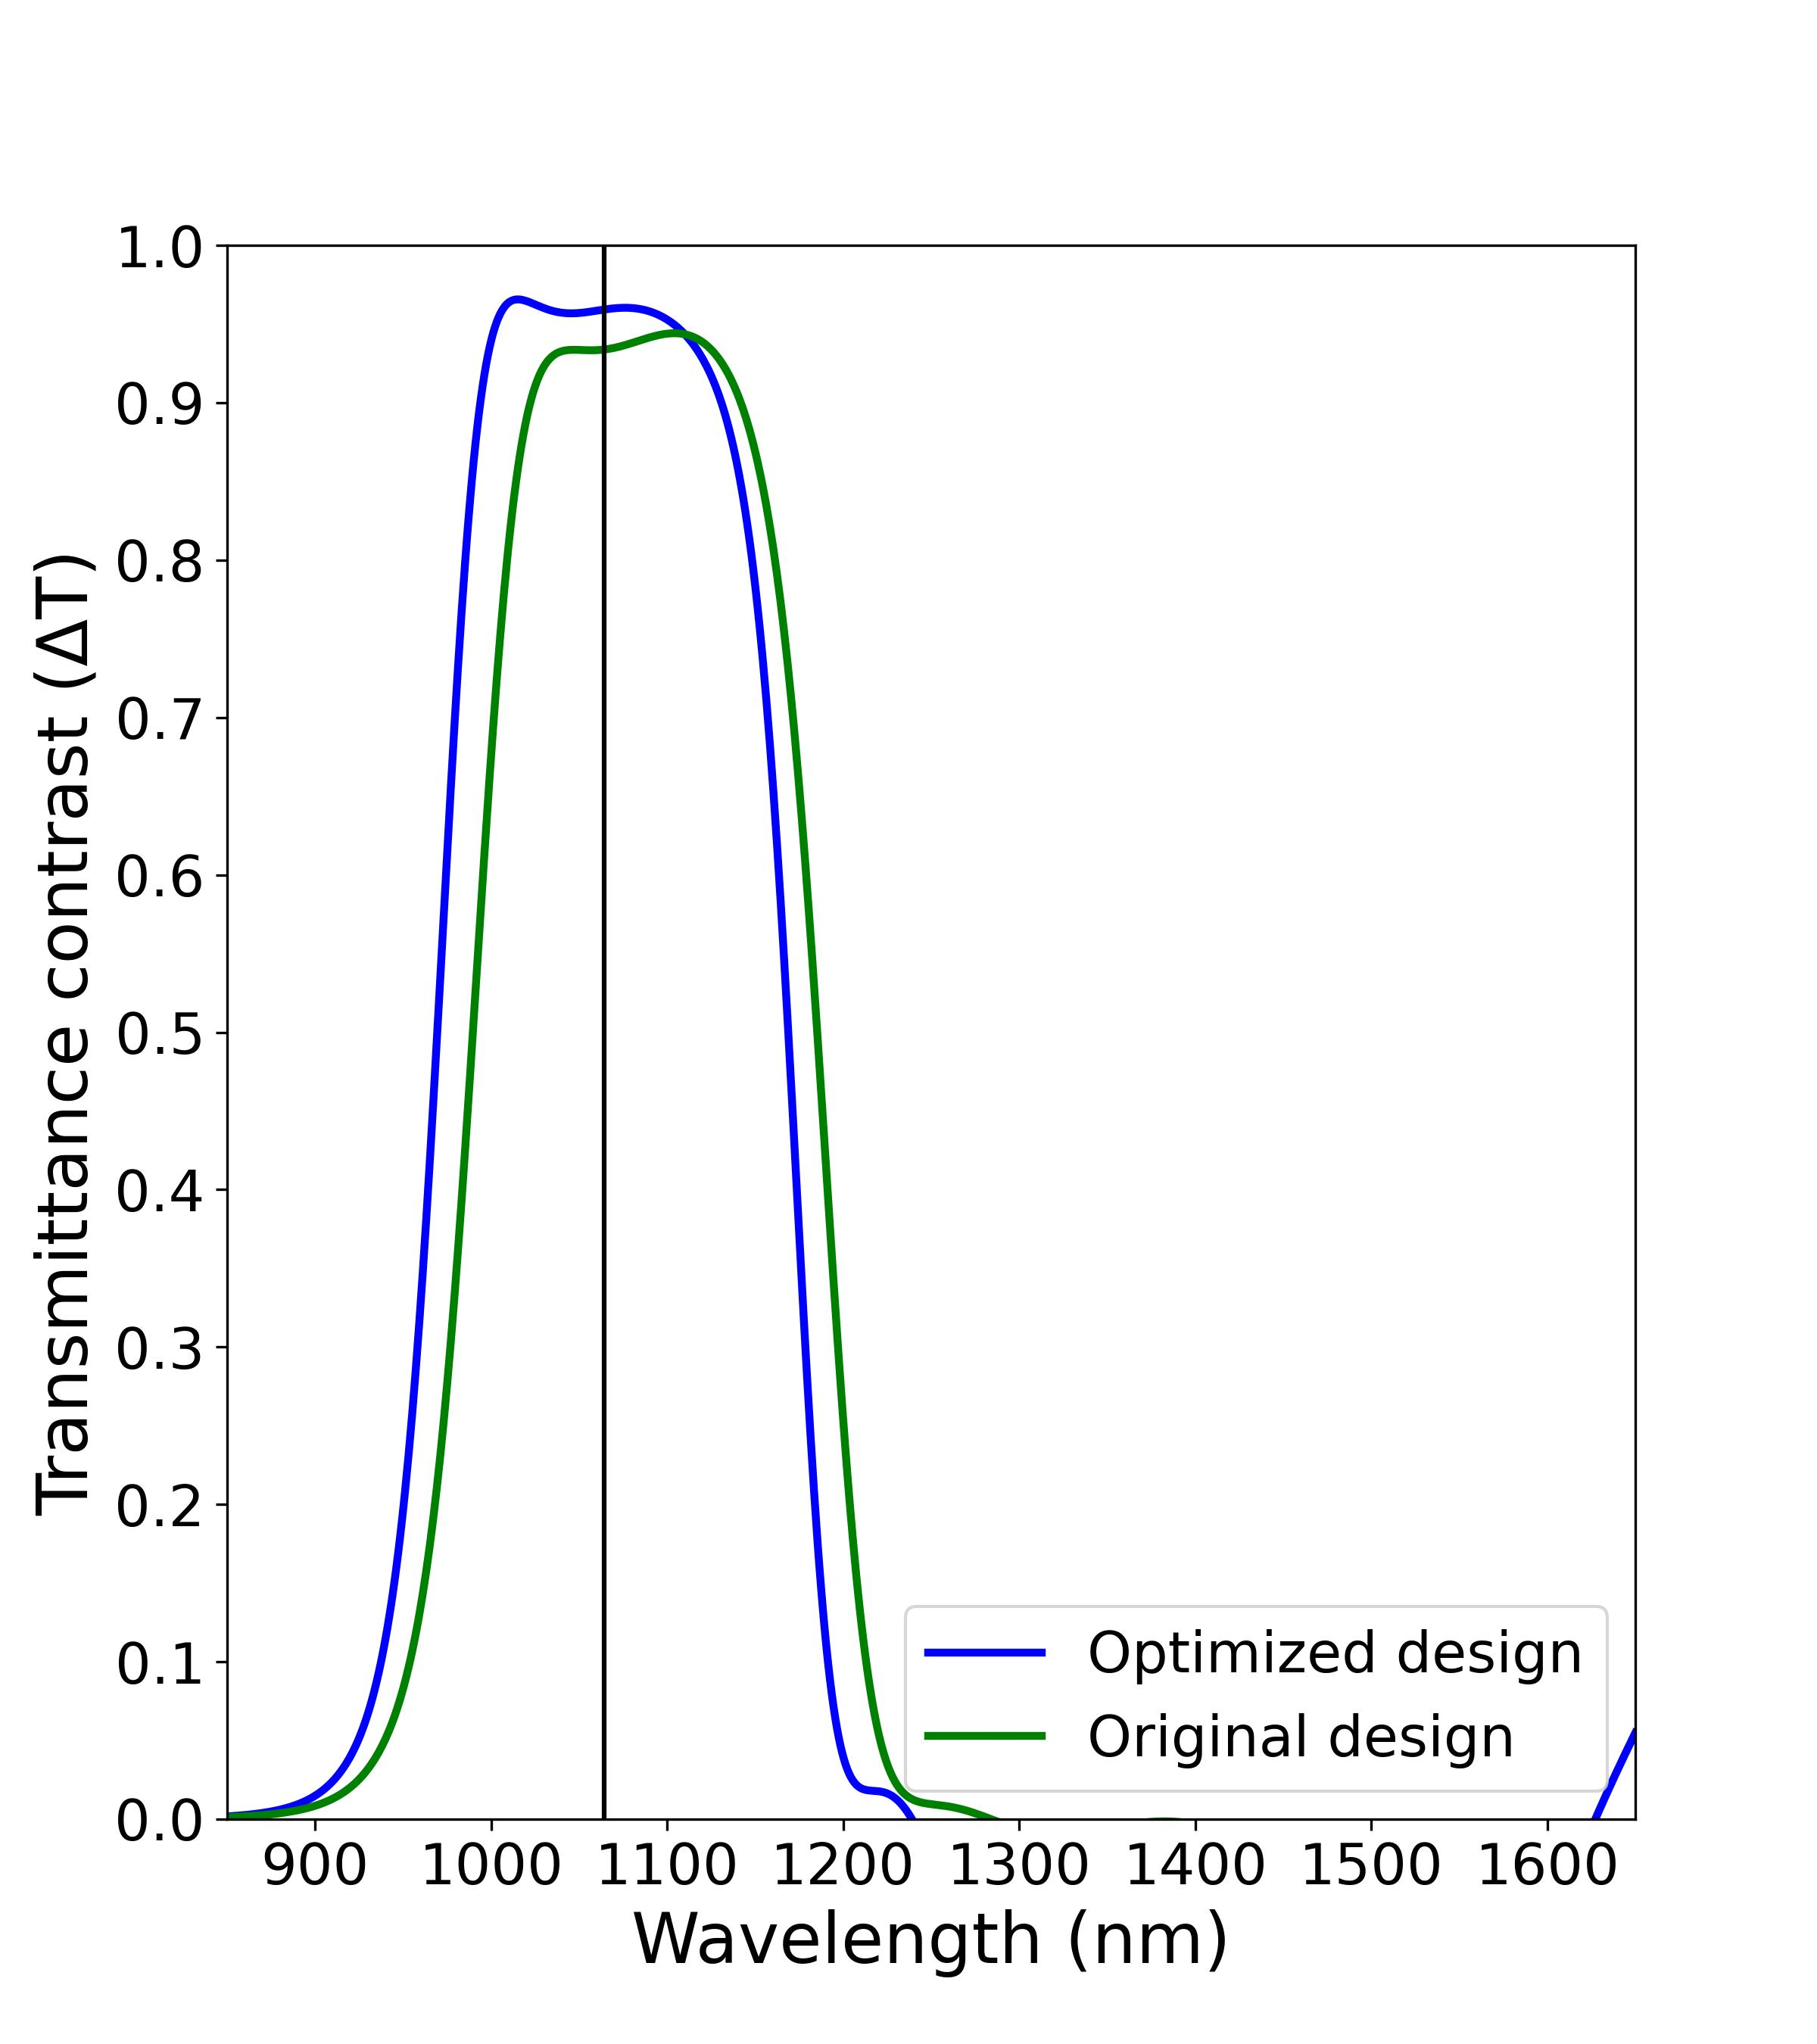 Transmittance contrast (ΔT)
1.0
0.9
0.8
0.7
0.6
0.5
0.4
0.3
0.2
0.1
0.0
900 1000 1100 1200 1300 1400 1500 1600
Wavelength (nm)
Optimized design
Original design